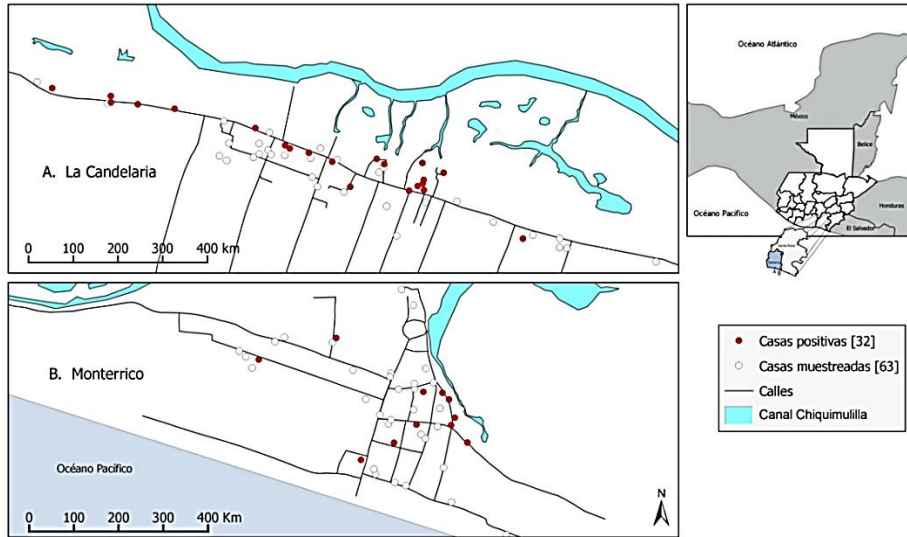 A. La Candelaria
0 100 200 300 400 km
B. Monterrico
Océano Pacífico
0 100 200 300 400 Km
N
Océano Atlántico
México
Belice
Océano Pacífico
Honduras
El Salvador
Casas positivas [32]
Casas muestreadas [63]
Calles
Canal Chiquimulilla